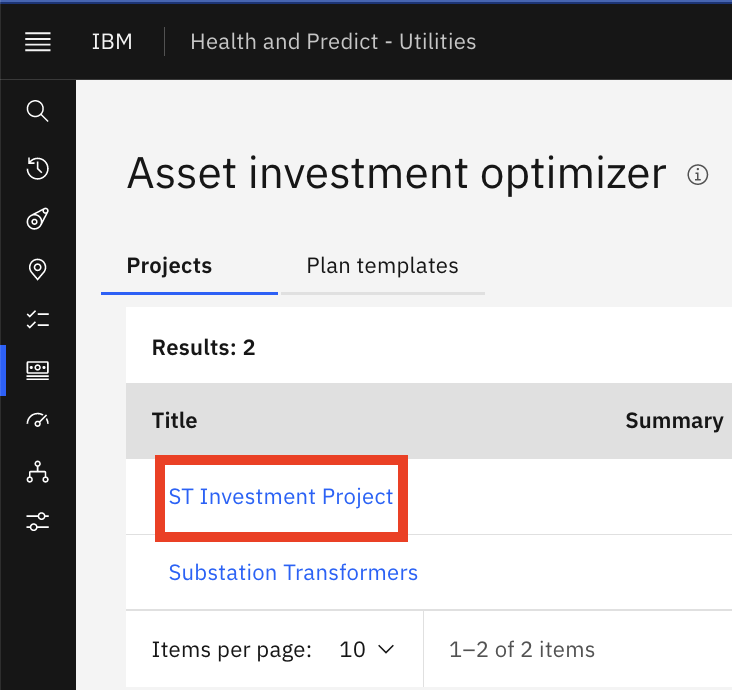 IBM Health and Predict - Utilities
Asset investment optimizer
Projects Plan templates
Results: 2
Title Summary
ST Investment Project
Substation Transformers
Items per page: 10 1–2 of 2 items